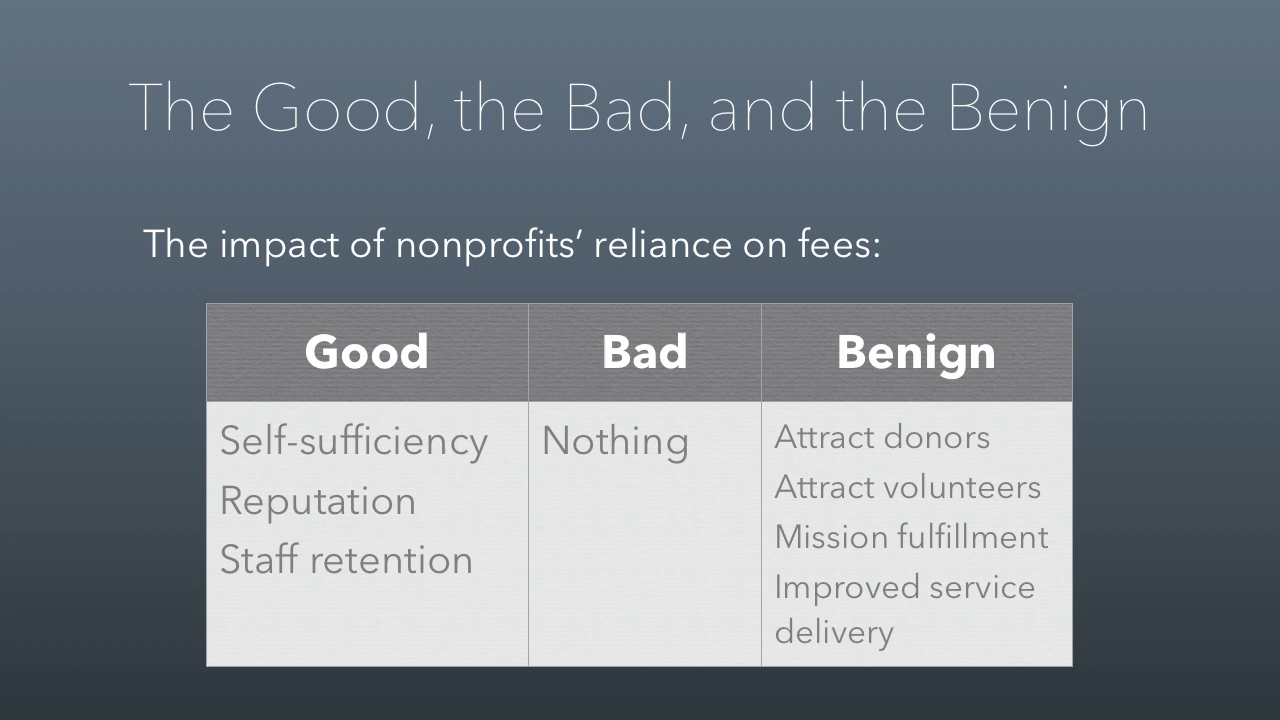 The Good, the Bad, and the Benign
The impact of nonprofits’ reliance on fees:
Good
Bad
Benign
Self-sufficiency
Reputation
Staff retention
Nothing
Attract donors
Attract volunteers
Mission fulfillment
Improved service
delivery